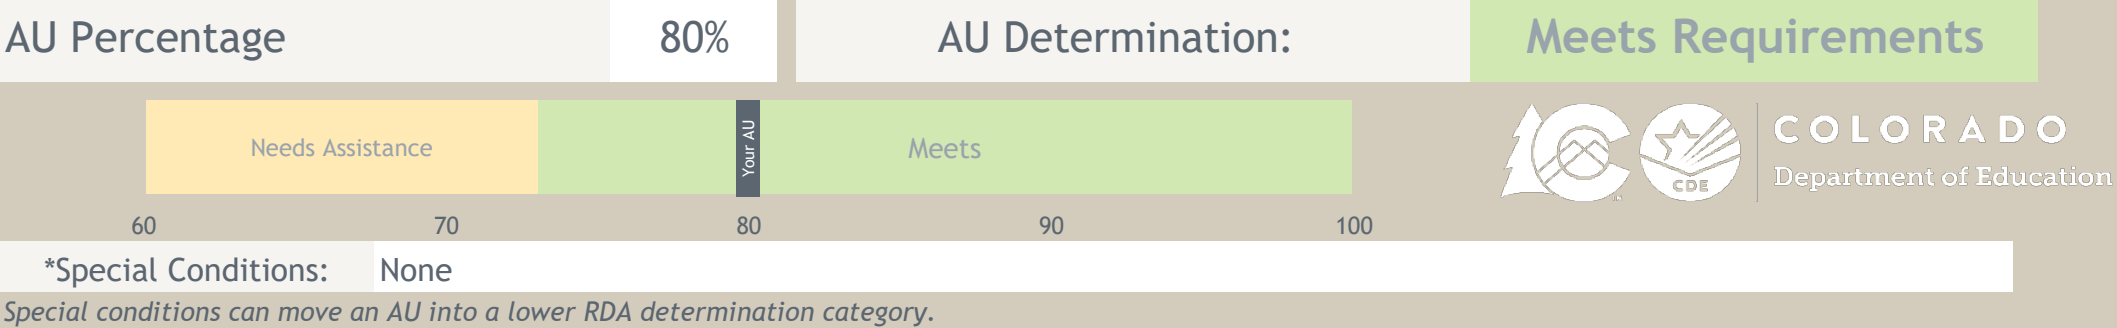 AU Percentage 80% AU Determination: Meets Requirements
Needs Assistance Your AU Meets
COLORADO
Department of Education
CDE
60 70 80 90 100
*Special Conditions: None
Special conditions can move an AU into a lower RDA determination category.